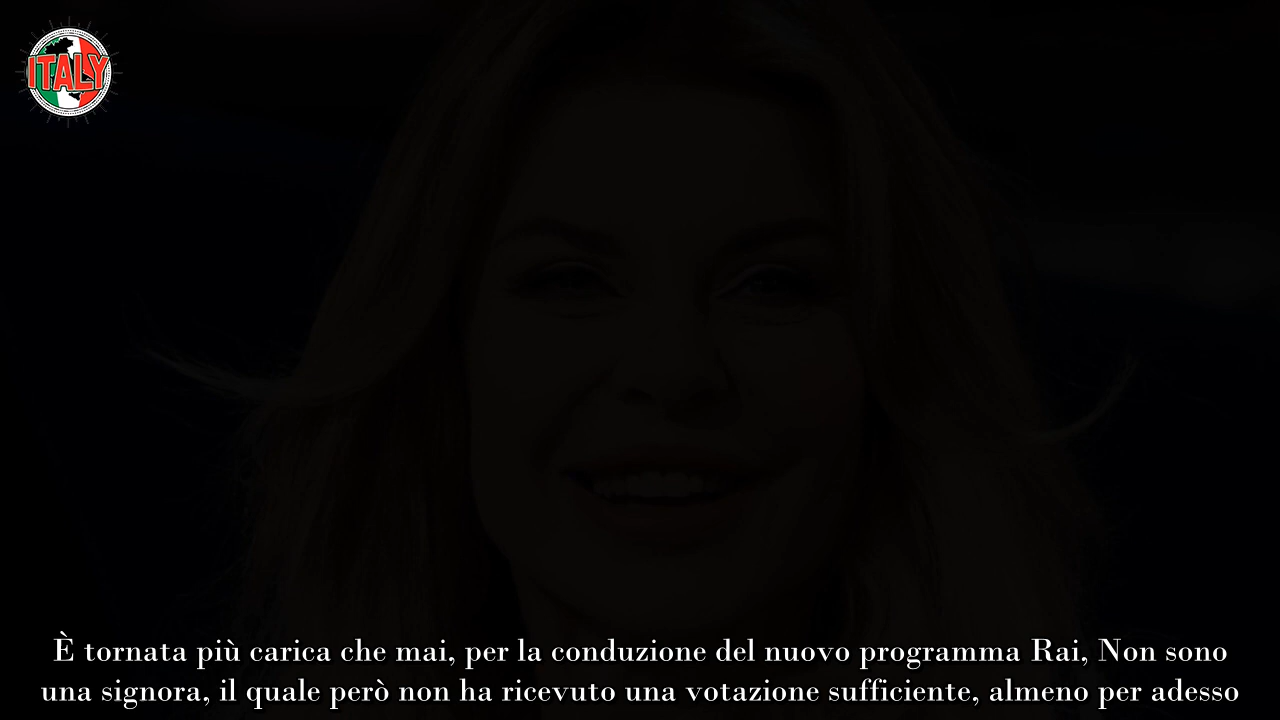 ITALY
È tornata più carica che mai, per la conduzione del nuovo programma Rai, Non sono
una signora, il quale però non ha ricevuto una votazione sufficiente, almeno per adesso